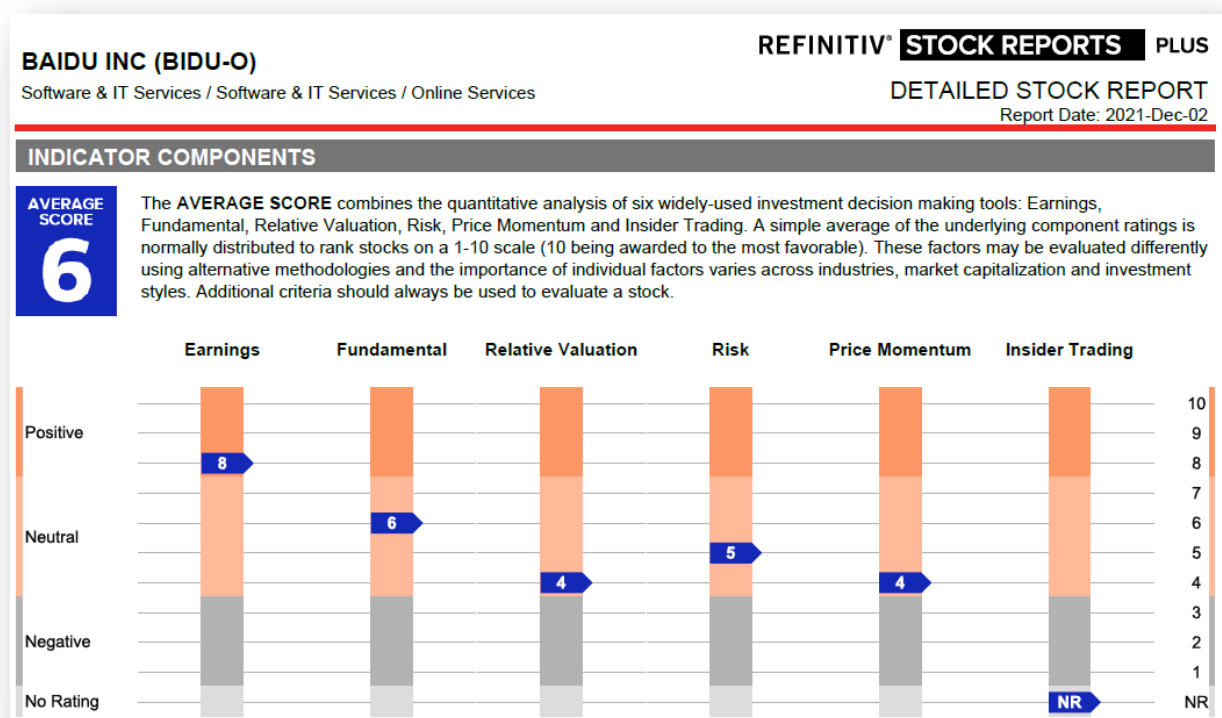 REFINITIV® STOCK REPORTS PLUS
BAIDU INC (BIDU-O)
Software & IT Services / Software & IT Services / Online Services
DETAILED STOCK REPORT
Report Date: 2021-Dec-02
INDICATOR COMPONENTS
AVERAGE
SCORE
6
The AVERAGE SCORE combines the quantitative analysis of six widely-used investment decision making tools: Earnings,
Fundamental, Relative Valuation, Risk, Price Momentum and Insider Trading. A simple average of the underlying component ratings is
normally distributed to rank stocks on a 1-10 scale (10 being awarded to the most favorable). These factors may be evaluated differently
using alternative methodologies and the importance of individual factors varies across industries, market capitalization and investment
styles. Additional criteria should always be used to evaluate a stock.
Earnings Fundamental Relative Valuation Risk Price Momentum Insider Trading
10
Positive 9
8 8
7
6 6
Neutral
5 5
4 4 4
3
Negative 2
1
No Rating NR NR